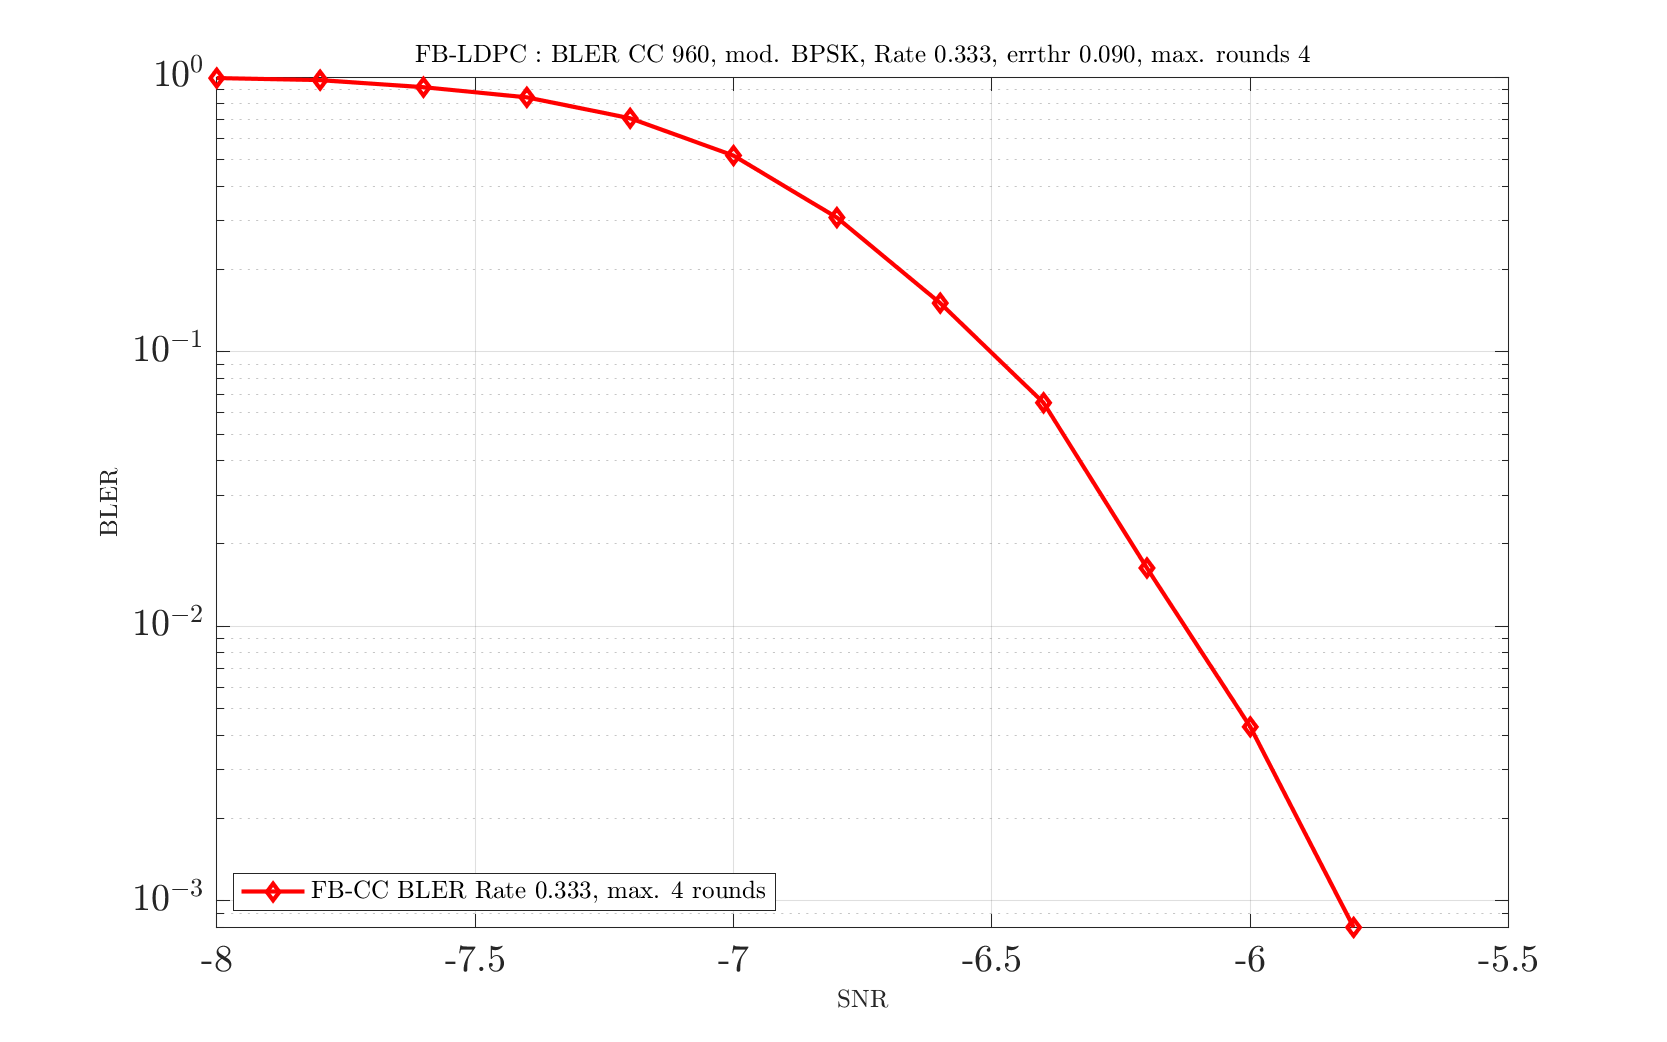 FB-LDPC : BLER CC 960, mod. BPSK, Rate 0.333, errthr 0.090, max. rounds 4
10^0
10^{-1}
10^{-2}
10^{-3}
BLER
FB-CC BLER Rate 0.333, max. 4 rounds
-8 -7.5 -7 -6.5 -6 -5.5
SNR